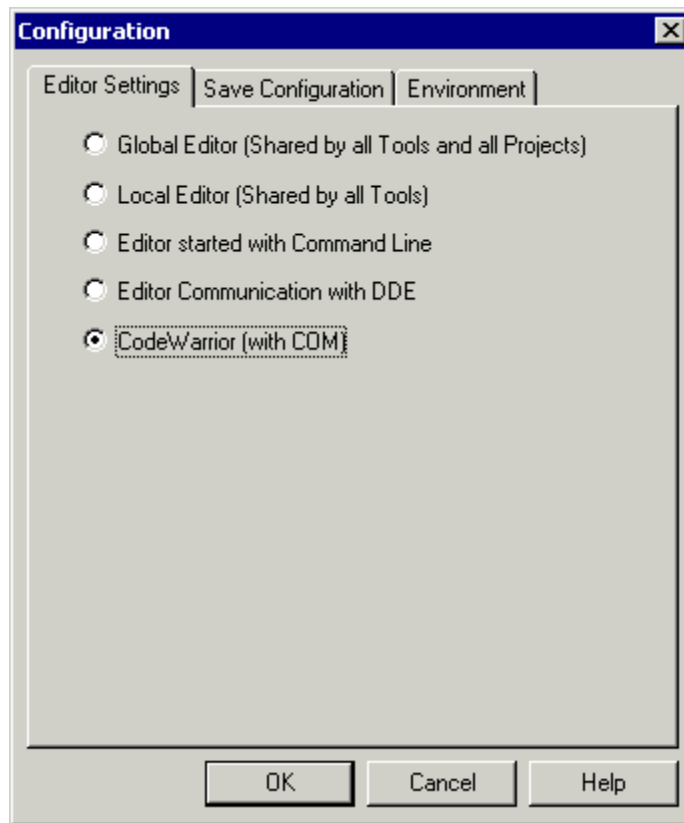 Configuration
Editor Settings Save Configuration Environment
Global Editor (Shared by all Tools and all Projects)
Local Editor (Shared by all Tools)
Editor started with Command Line
Editor Communication with DDE
CodeWarrior (with COM)
OK Cancel Help